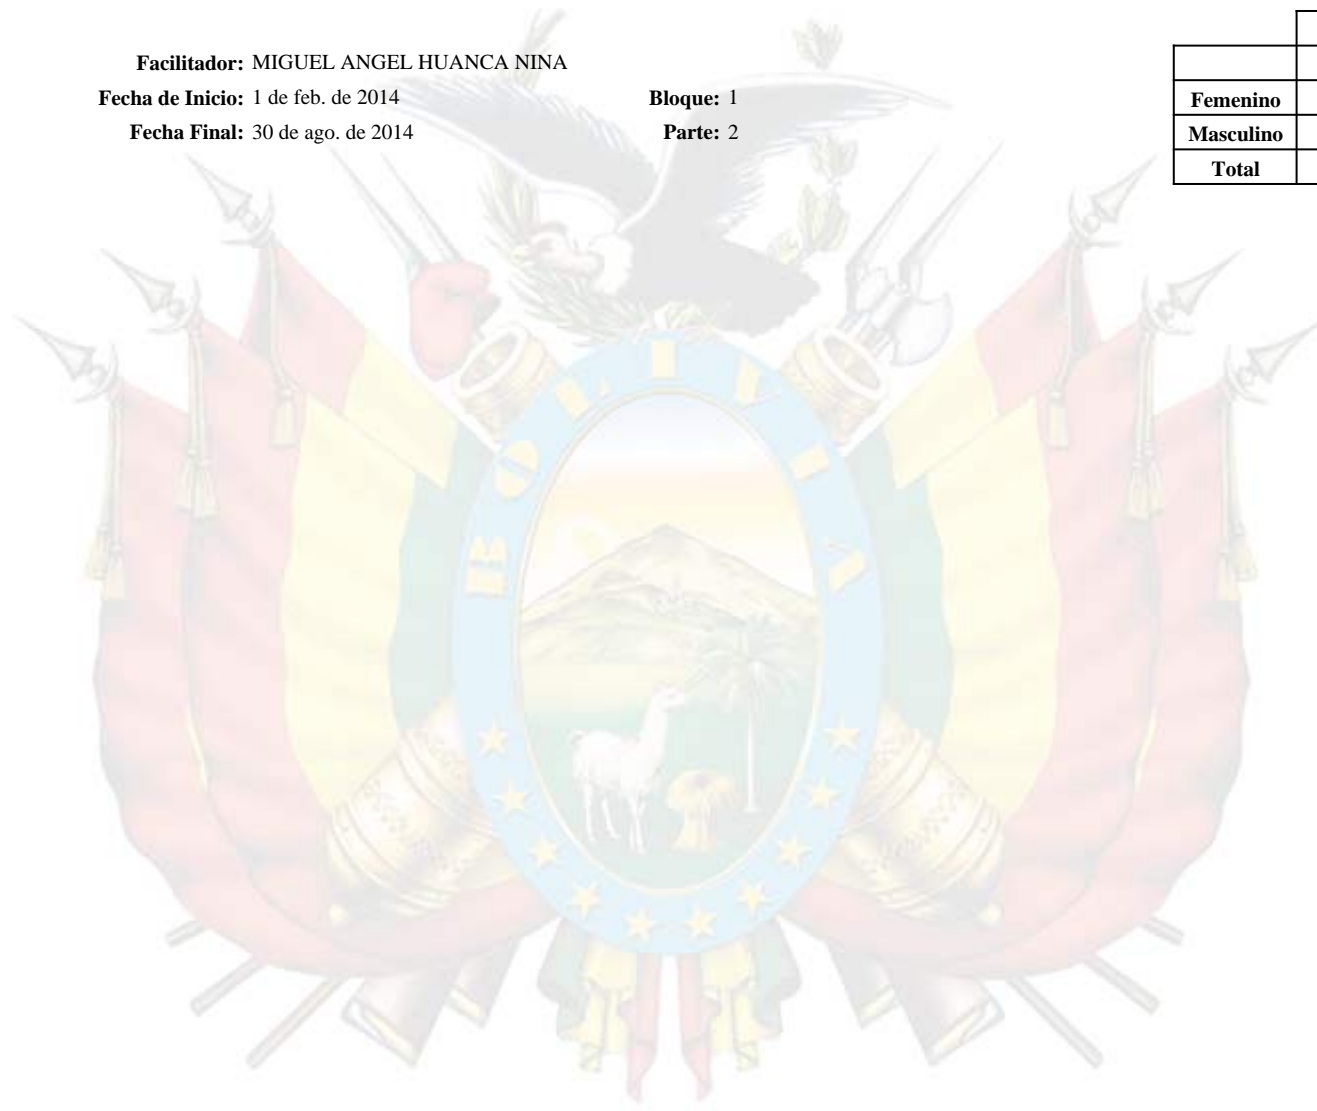 Facilitador: MIGUEL ANGEL HUANCA NINA
Fecha de Inicio: 1 de feb. de 2014 Bloque: 1
Fecha Final: 30 de ago. de 2014 Parte: 2
Femenino
Masculino
Total
BOLIVIA